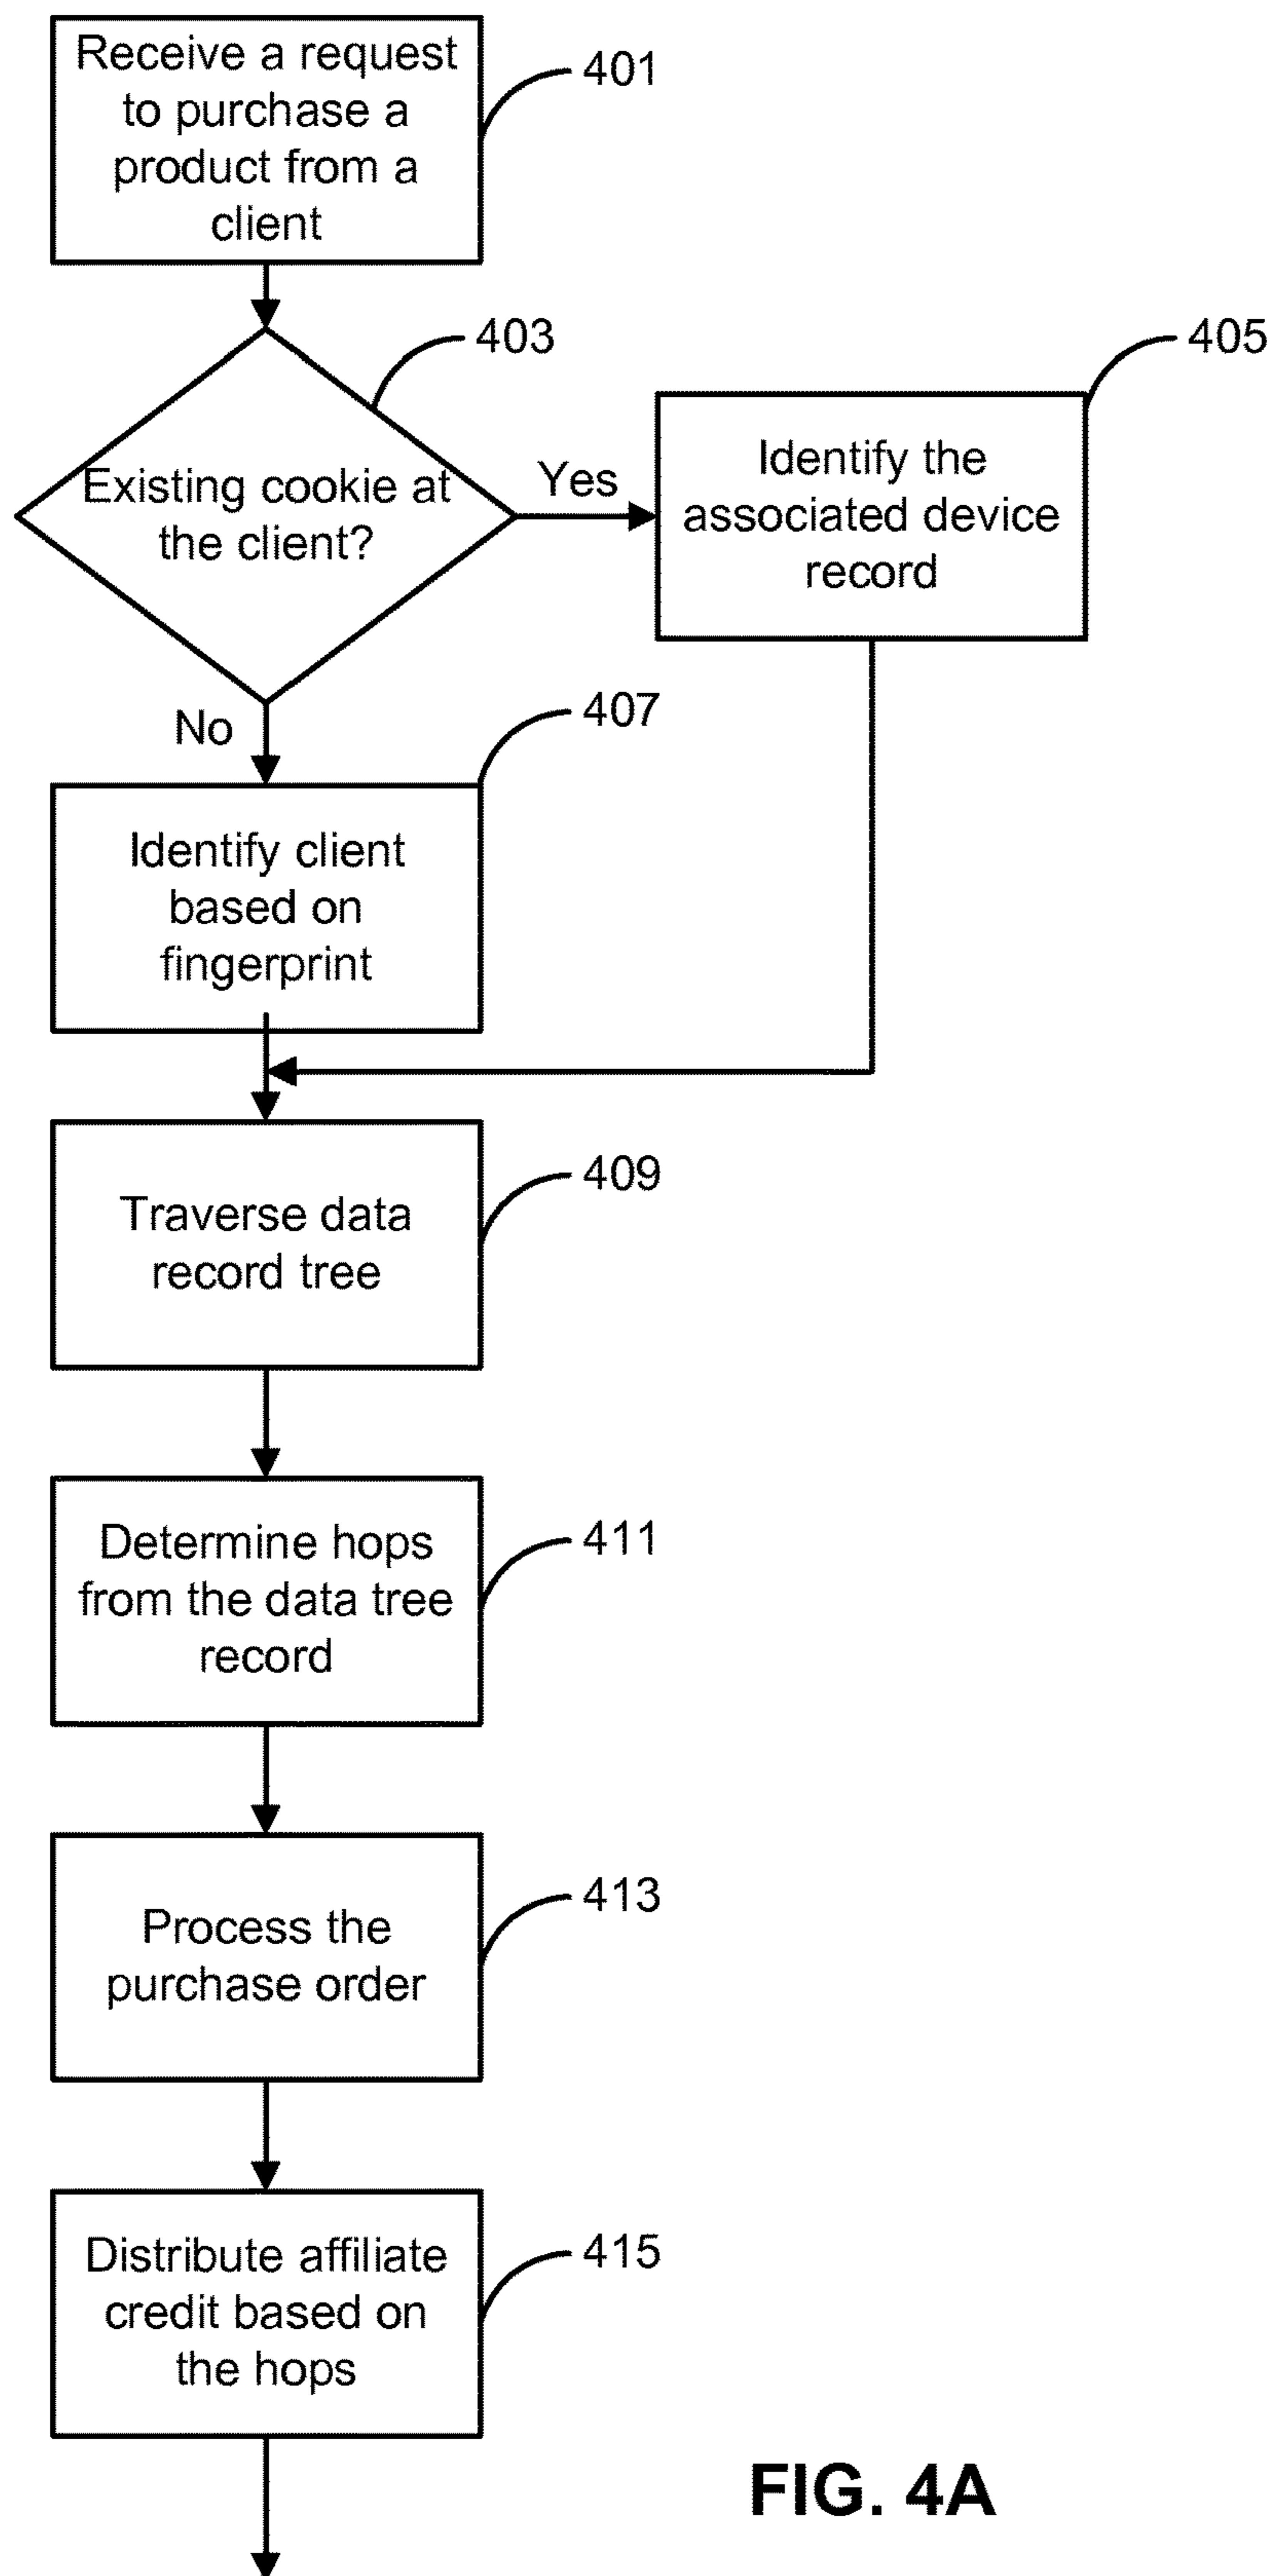 Receive a request
to purchase a
product from a
client
401
403
Existing cookie at
the client?
Yes
405
Identify the
associated device
record
No
407
Identify client
based on
fingerprint
409
Traverse data
record tree
411
Determine hops
from the data tree
record
413
Process the
purchase order
415
Distribute affiliate
credit based on
the hops
FIG. 4A